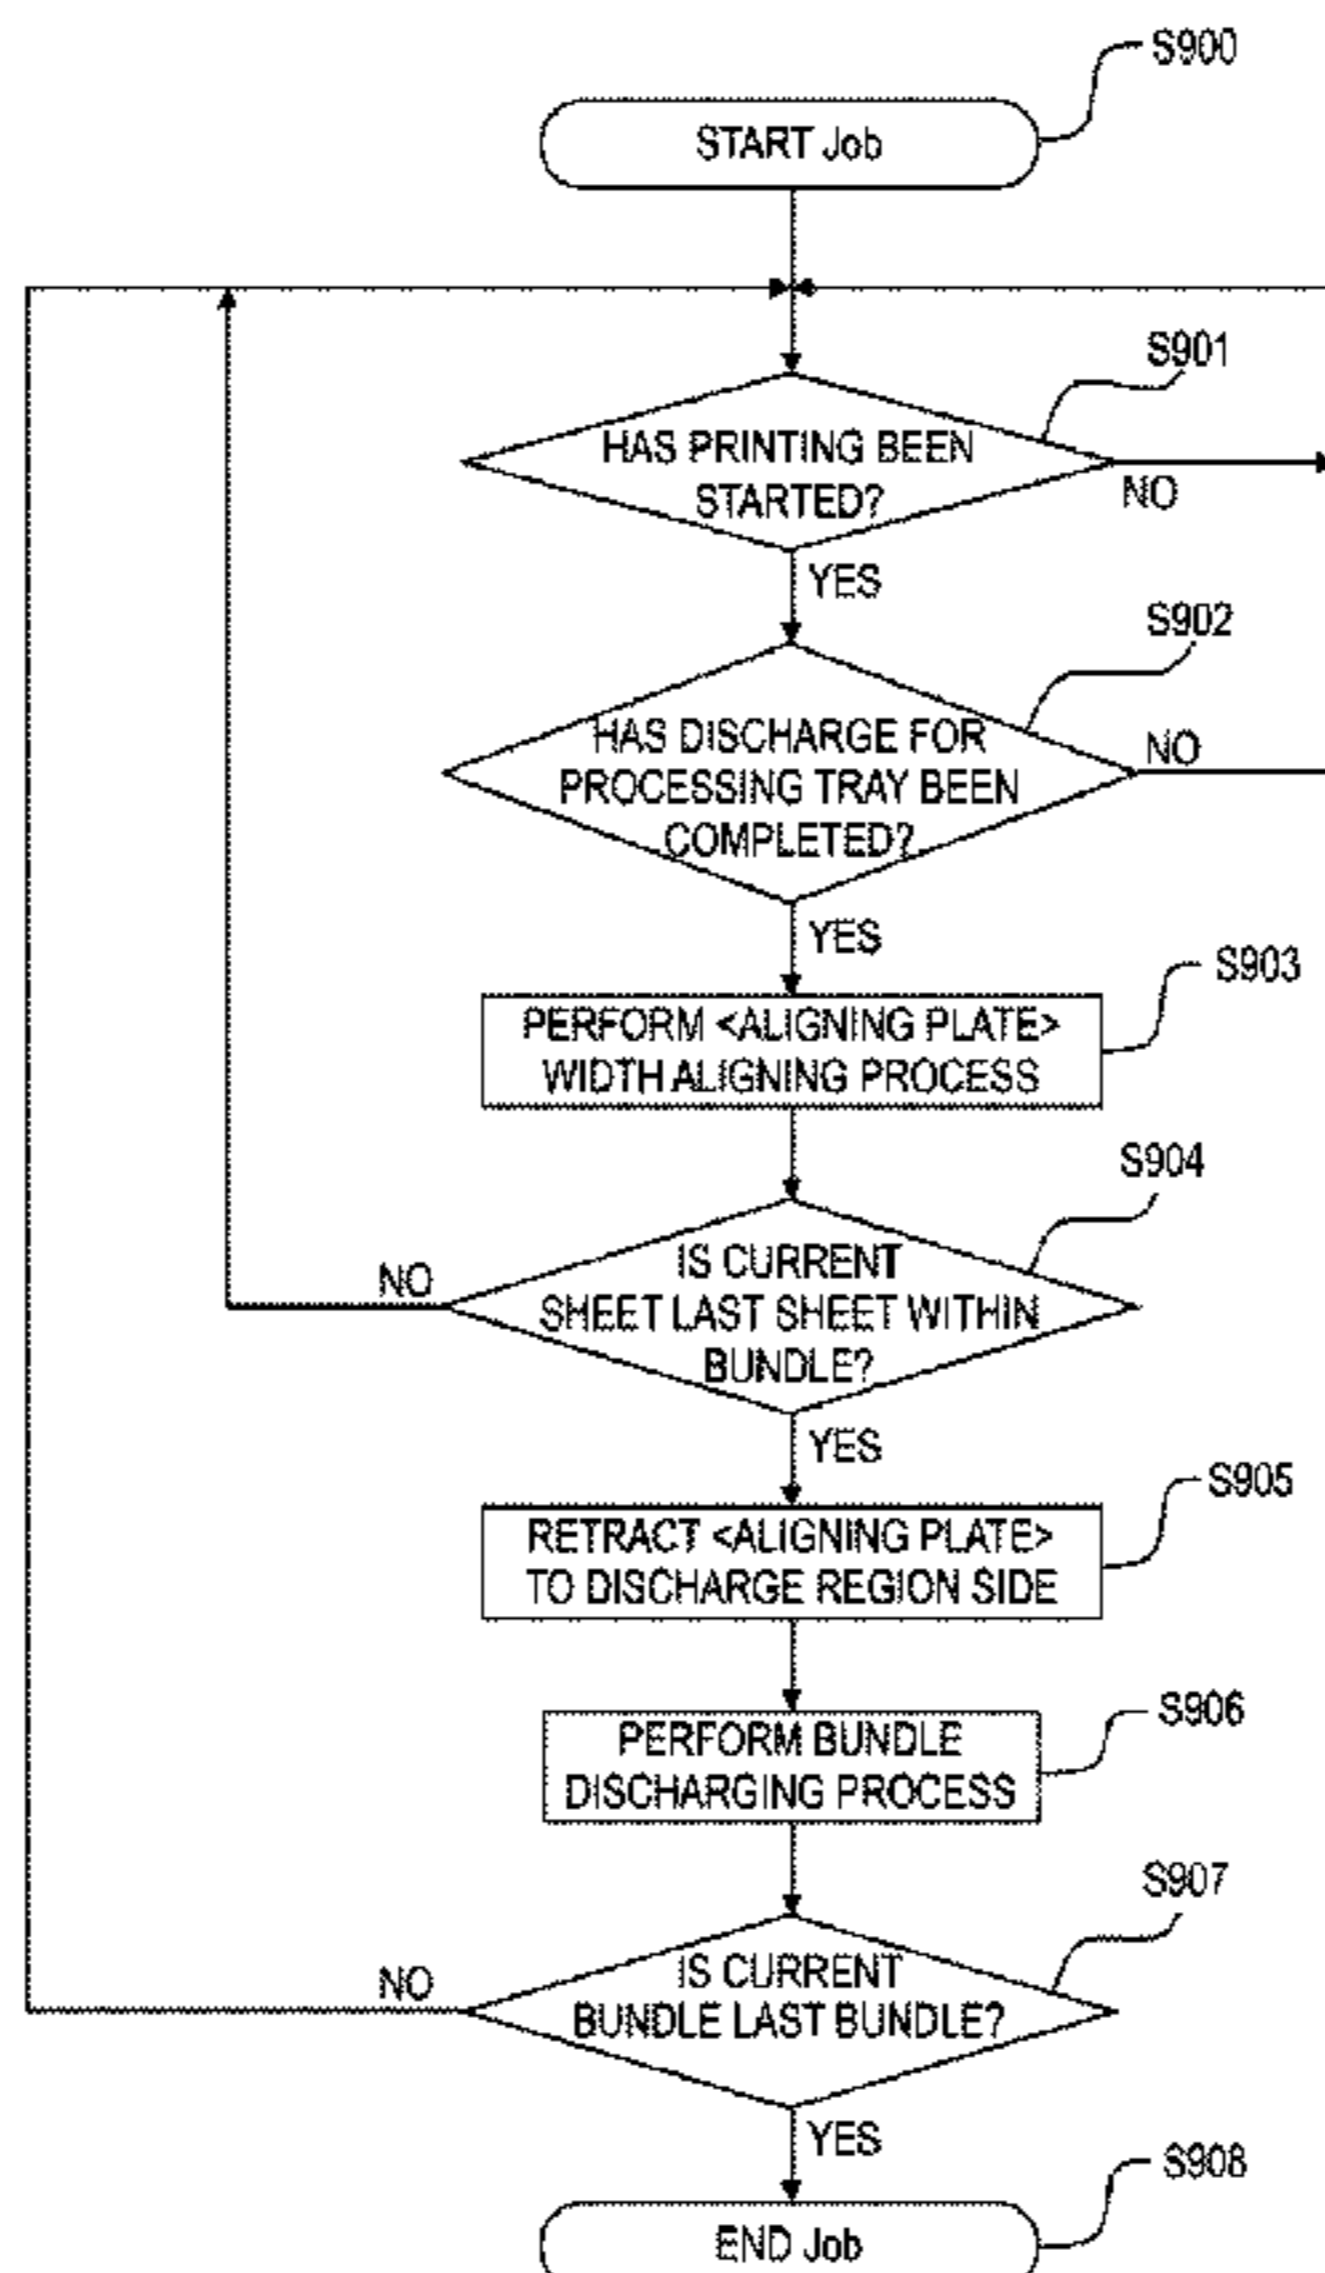 S900
START Job
S901
HAS PRINTING BEEN
STARTED?
NO
YES
S902
HAS DISCHARGE FOR
PROCESSING TRAY BEEN
COMPLETED?
NO
YES
S903
PERFORM <ALIGNING PLATE>
WIDTH ALIGNING PROCESS
S904
IS CURRENT
SHEET LAST SHEET WITHIN
BUNDLE?
NO
YES
S905
RETRACT <ALIGNING PLATE>
TO DISCHARGE REGION SIDE
S906
PERFORM BUNDLE
DISCHARGING PROCESS
S907
IS CURRENT
BUNDLE LAST BUNDLE?
NO
YES
S908
END Job